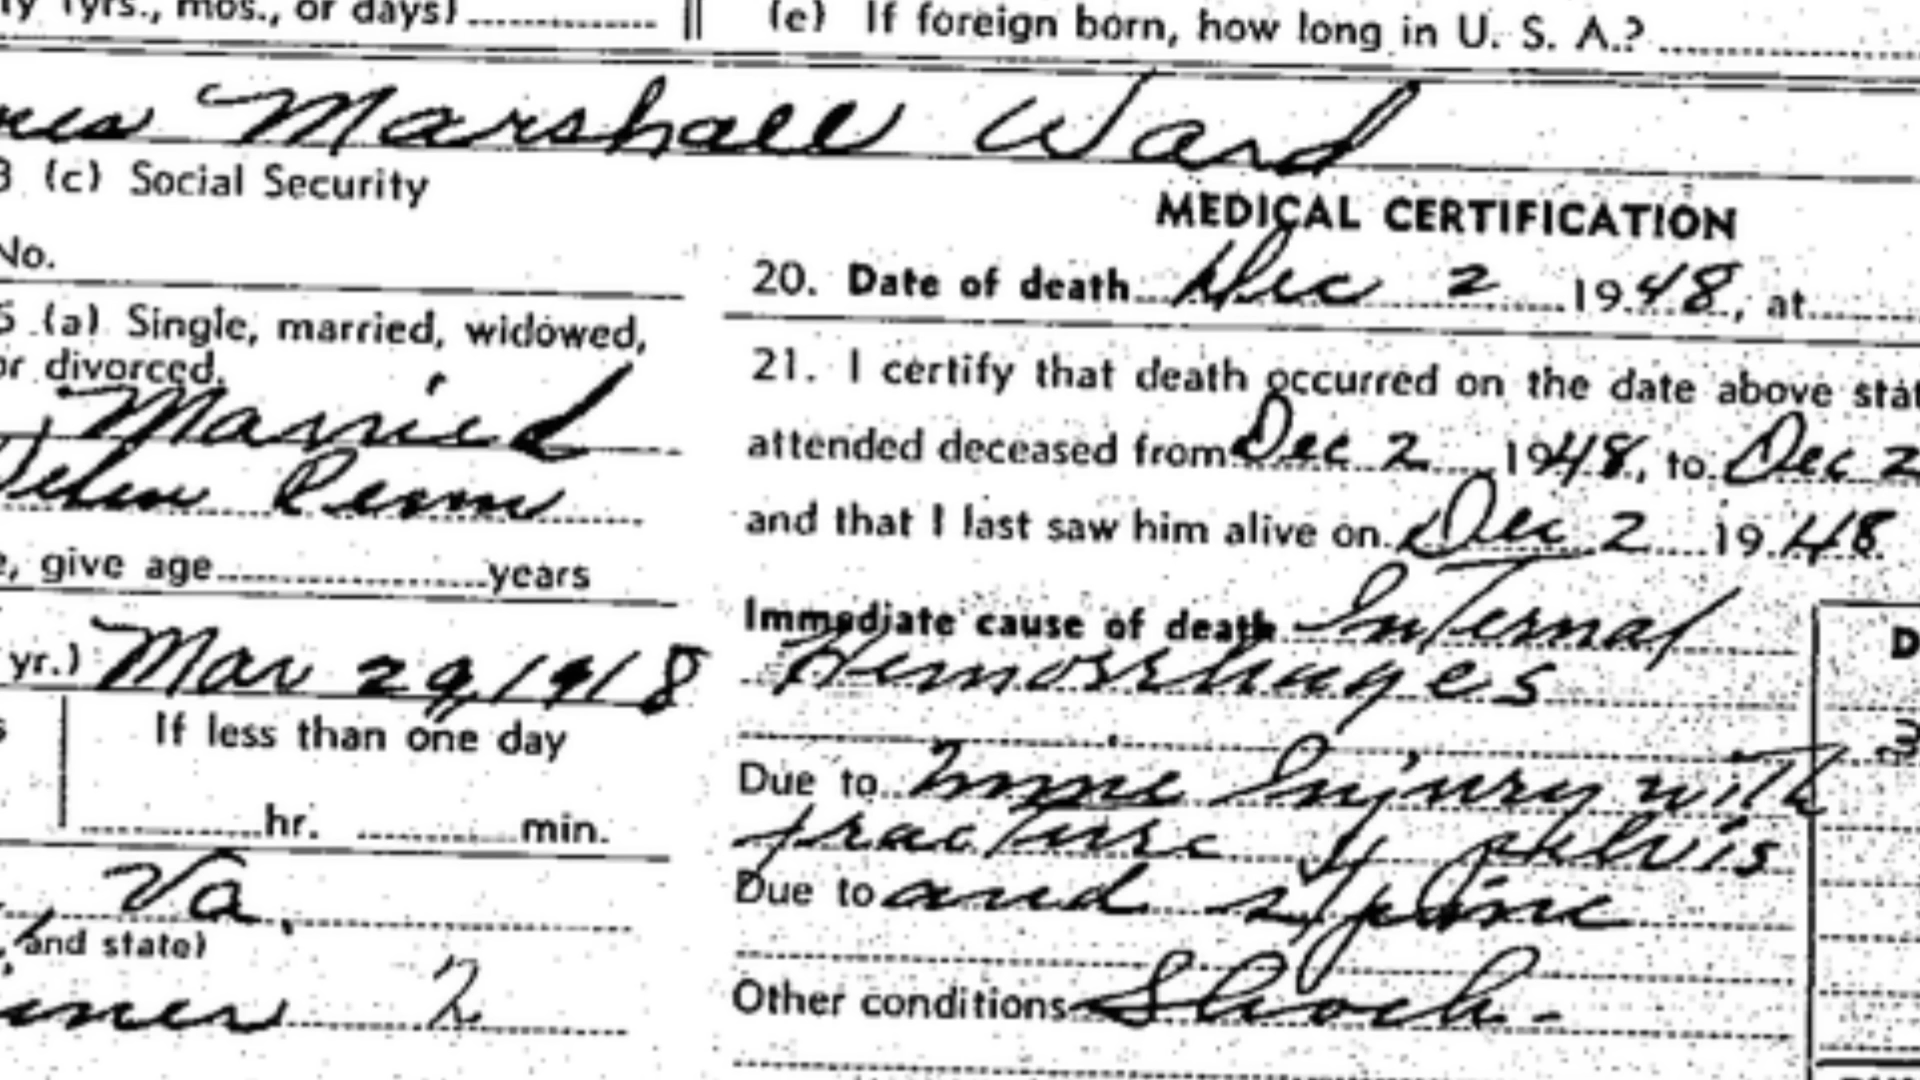 yrs., mos., or days)
(e) If foreign born, how long in U. S. A.?
Marshall Ward
3 (c) Social Security
No.
MEDICAL CERTIFICATION
20. Date of death Dec 2 1948, at
(a) Single, married, widowed,
or divorced.
Married
Penn
21. I certify that death occurred on the date above
attended deceased from Dec 2 1948, to Dec 2
and that I last saw him alive on Dec 2 1948
give age years
Immediate cause of death Internal
Hemorrhages
yr.) Mar 29, 1918
If less than one day
hr. min.
Due to Mine Injury with
fracture of pelvis
Due to and spine
Va.
and state)
2
Other conditions Shock.